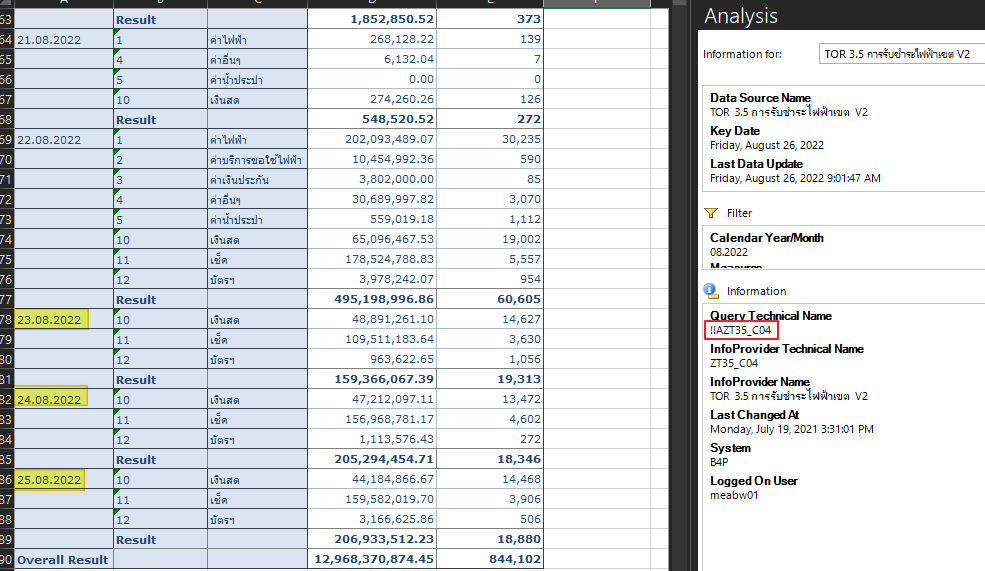 63 Result 1,852,850.52 373
64 21.08.2022 1 ค่าไฟฟ้า 268,128.22 139
65 4 ค่าอื่นๆ 6,132.04 7
66 5 ค่าน้ำประปา 0.00 0
67 10 เงินสด 274,260.26 126
68 Result 548,520.52 272
69 22.08.2022 1 ค่าไฟฟ้า 202,093,489.07 30,235
70 2 ค่าบริการขอใช้ไฟฟ้า 10,454,992.36 590
71 3 ค่าเงินประกัน 3,802,000.00 85
72 4 ค่าอื่นๆ 30,689,997.82 3,070
73 5 ค่าน้ำประปา 559,019.18 1,112
74 10 เงินสด 65,096,467.53 19,002
75 11 เช็ค 178,524,788.83 5,557
76 12 บัตรฯ 3,978,242.07 954
77 Result 495,198,996.86 60,605
78 23.08.2022 10 เงินสด 48,891,261.10 14,627
79 11 เช็ค 109,511,183.64 3,630
80 12 บัตรฯ 963,622.65 1,056
81 Result 159,366,067.39 19,313
82 24.08.2022 10 เงินสด 47,212,097.11 13,472
83 11 เช็ค 156,968,781.17 4,602
84 12 บัตรฯ 1,113,576.43 272
85 Result 205,294,454.71 18,346
86 25.08.2022 10 เงินสด 44,184,866.67 14,468
87 11 เช็ค 159,582,019.70 3,906
88 12 บัตรฯ 3,166,625.86 506
89 Result 206,933,512.23 18,880
90 Overall Result 12,968,370,874.45 844,102
Analysis
Information for: TOR 3.5 การรับชำระไฟฟ้าเขต V2
Data Source Name
TOR 3.5 การรับชำระไฟฟ้าเขต V2
Key Date
Friday, August 26, 2022
Last Data Update
Friday, August 26, 2022 9:01:47 AM
Filter
Calendar Year/Month
08.2022
Measures
Information
Query Technical Name
!!AZT35_C04
InfoProvider Technical Name
ZT35_C04
InfoProvider Name
TOR 3.5 การรับชำระไฟฟ้าเขต V2
Last Changed At
Monday, July 19, 2021 3:31:01 PM
System
B4P
Logged On User
meabw01